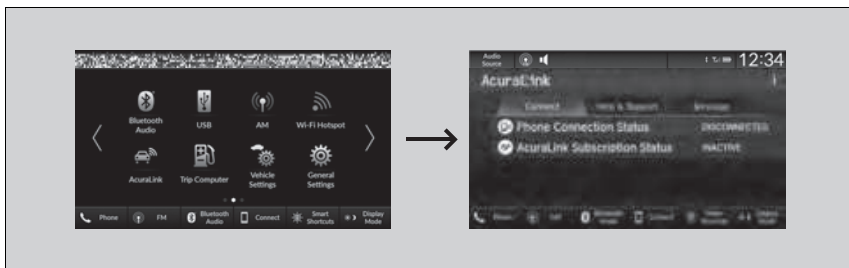 Bluetooth
Audio
USB
AM
Wi-Fi Hotspot
AcuraLink
Trip Computer
Vehicle
Settings
General
Settings
Phone
FM
Bluetooth
Audio
Connect
Smart
Shortcuts
Display
Mode
Audio
Source
12:34
AcuraLink
Connect
Phone Connection Status
DISCONNECTED
AcuraLink Subscription Status
INACTIVE
Connect